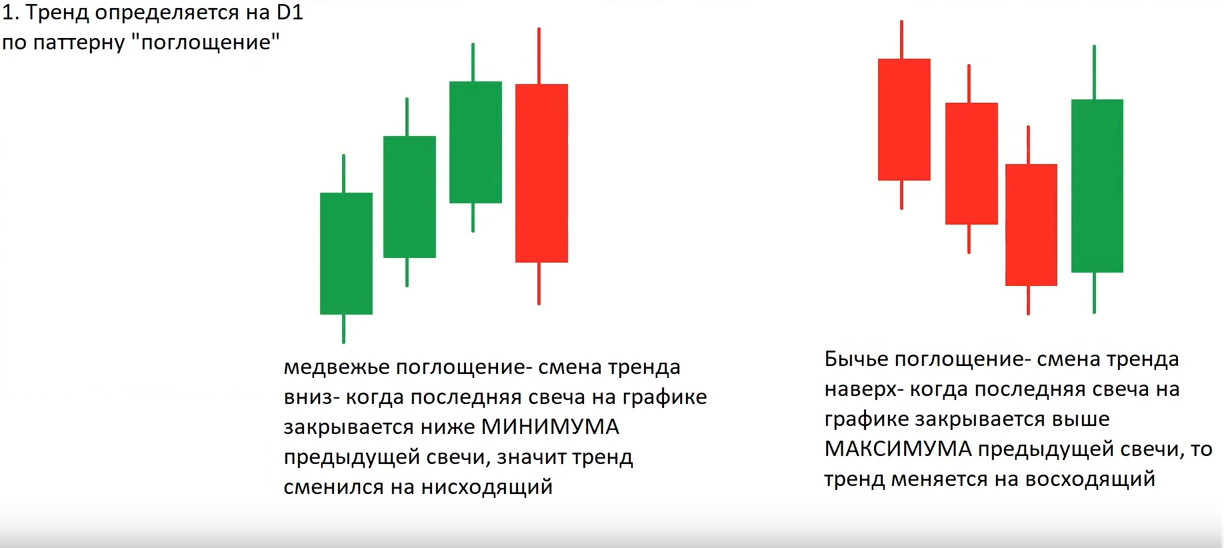 1. Тренд определяется на D1
по паттерну "поглощение"
медвежье поглощение- смена тренда
вниз- когда последняя свеча на графике
закрывается ниже МИНИМУМА
предыдущей свечи, значит тренд
сменился на нисходящий
Бычье поглощение- смена тренда
наверх- когда последняя свеча на
графике закрывается выше
МАКСИМУМА предыдущей свечи, то
тренд меняется на восходящий